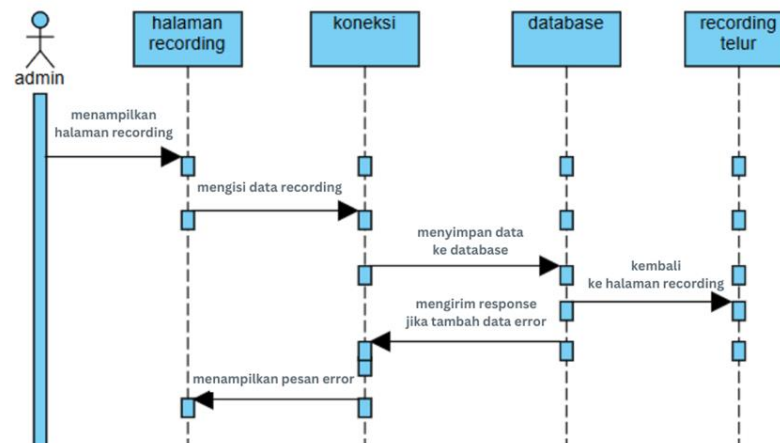 halaman
recording
koneksi
database
recording
telur
admin
menampilkan
halaman recording
mengisi data recording
menyimpan data
ke database
kembali
ke halaman recording
mengirim response
jika tambah data error
menampilkan pesan error